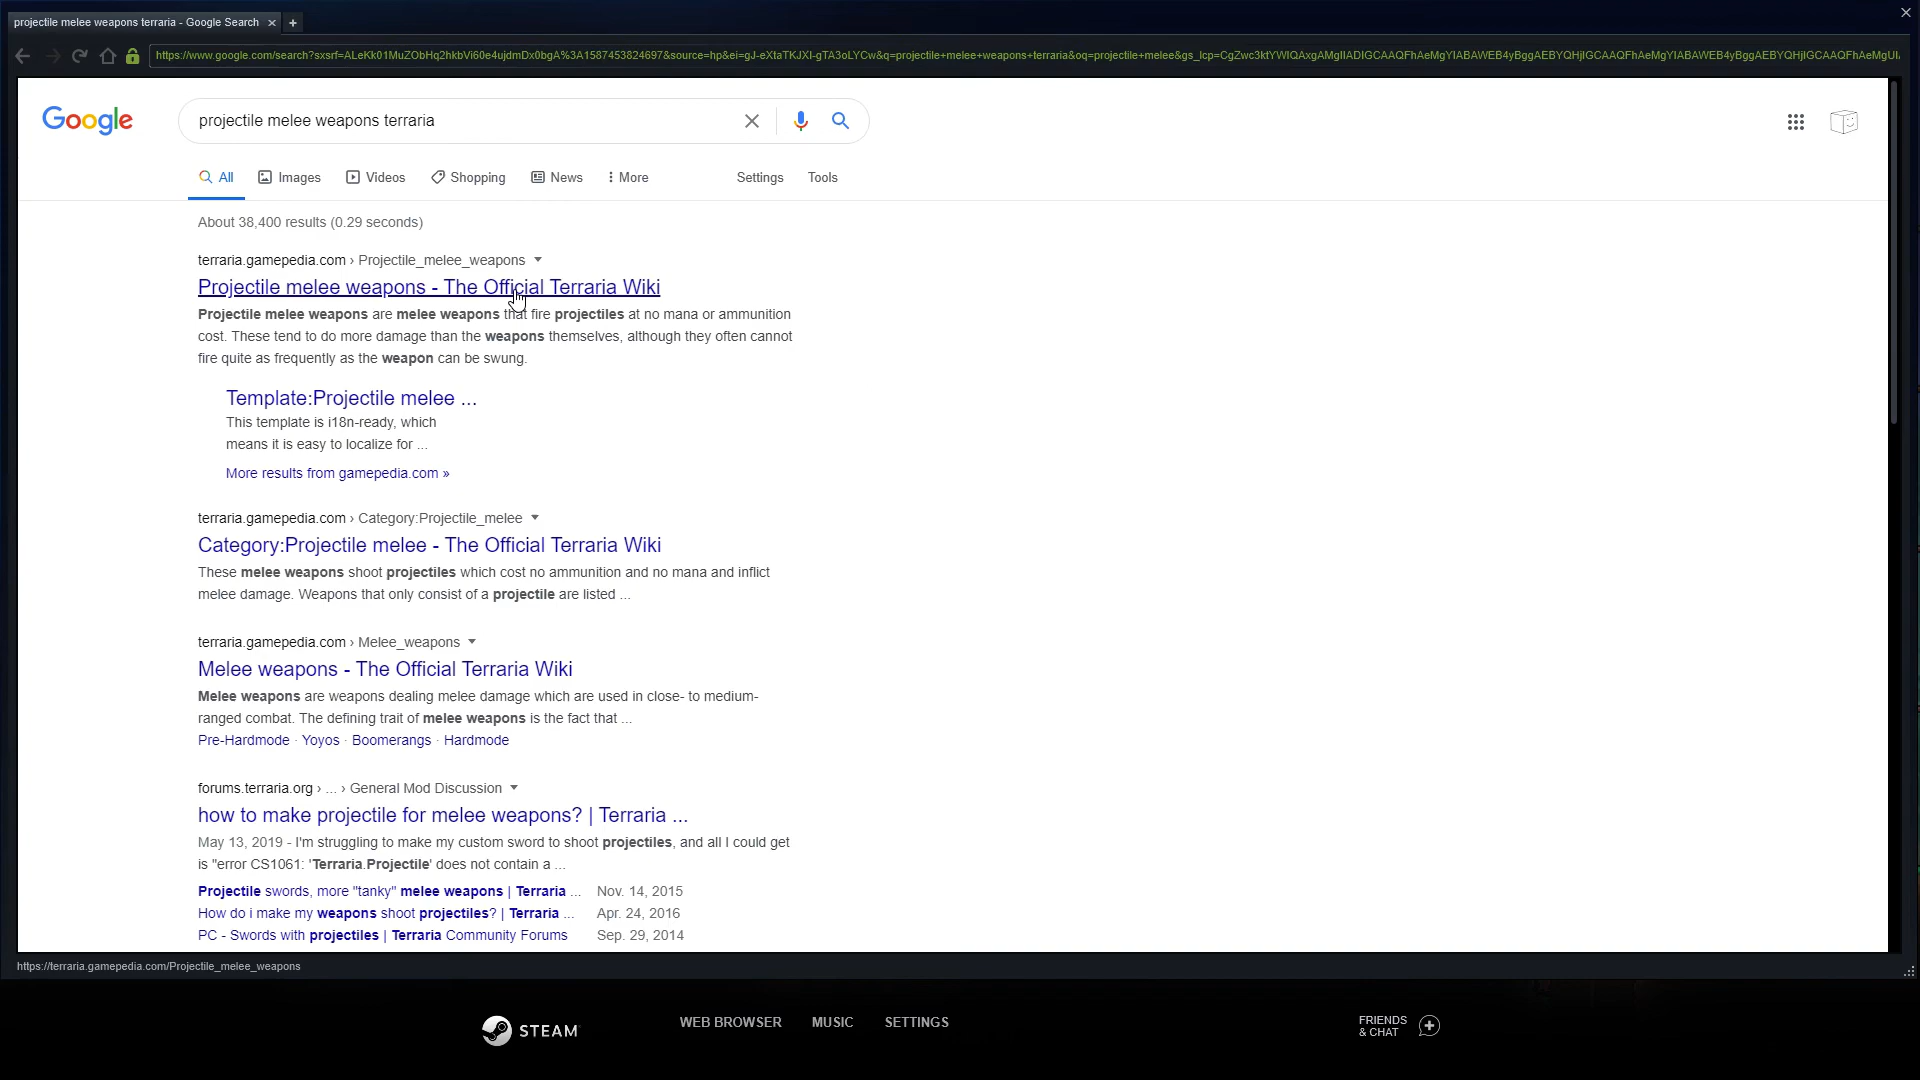 projectile melee weapons terraria - Google Search
https://www.google.com/search?sxsrf=ALeKk01MuZObHq2hkbVi60e4ujdmDx0bgA%3A1587453824697&source=hp&ei=gJ-eXtaTKJXI-gTA3oLYCw&q=projectile+melee+weapons+terraria&oq=projectile+melee&gs_lcp=
Google
projectile melee weapons terraria
All Images Videos Shopping News More Settings Tools
About 38,400 results (0.29 seconds)
terraria.gamepedia.com › Projectile_melee_weapons
Projectile melee weapons - The Official Terraria Wiki
Projectile melee weapons are melee weapons that fire projectiles at no mana or ammunition
cost. These tend to do more damage than the weapons themselves, although they often cannot
fire quite as frequently as the weapon can be swung.
Template:Projectile melee ...
This template is i18n-ready, which
means it is easy to localize for ...
More results from gamepedia.com »
terraria.gamepedia.com › Category:Projectile_melee
Category:Projectile melee - The Official Terraria Wiki
These melee weapons shoot projectiles which cost no ammunition and no mana and inflict
melee damage. Weapons that only consist of a projectile are listed ...
terraria.gamepedia.com › Melee_weapons
Melee weapons - The Official Terraria Wiki
Melee weapons are weapons dealing melee damage which are used in close- to medium-
ranged combat. The defining trait of melee weapons is the fact that ...
Pre-Hardmode · Yoyos · Boomerangs · Hardmode
forums.terraria.org › ... › General Mod Discussion
how to make projectile for melee weapons? | Terraria ...
May 13, 2019 - I'm struggling to make my custom sword to shoot projectiles, and all I could get
is "error CS1061: 'Terraria.Projectile' does not contain a ...
Projectile swords, more "tanky" melee weapons | Terraria ... Nov. 14, 2015
How do i make my weapons shoot projectiles? | Terraria ... Apr. 24, 2016
PC - Swords with projectiles | Terraria Community Forums Sep. 29, 2014
https://terraria.gamepedia.com/Projectile_melee_weapons
STEAM
WEB BROWSER MUSIC SETTINGS
FRIENDS
& CHAT